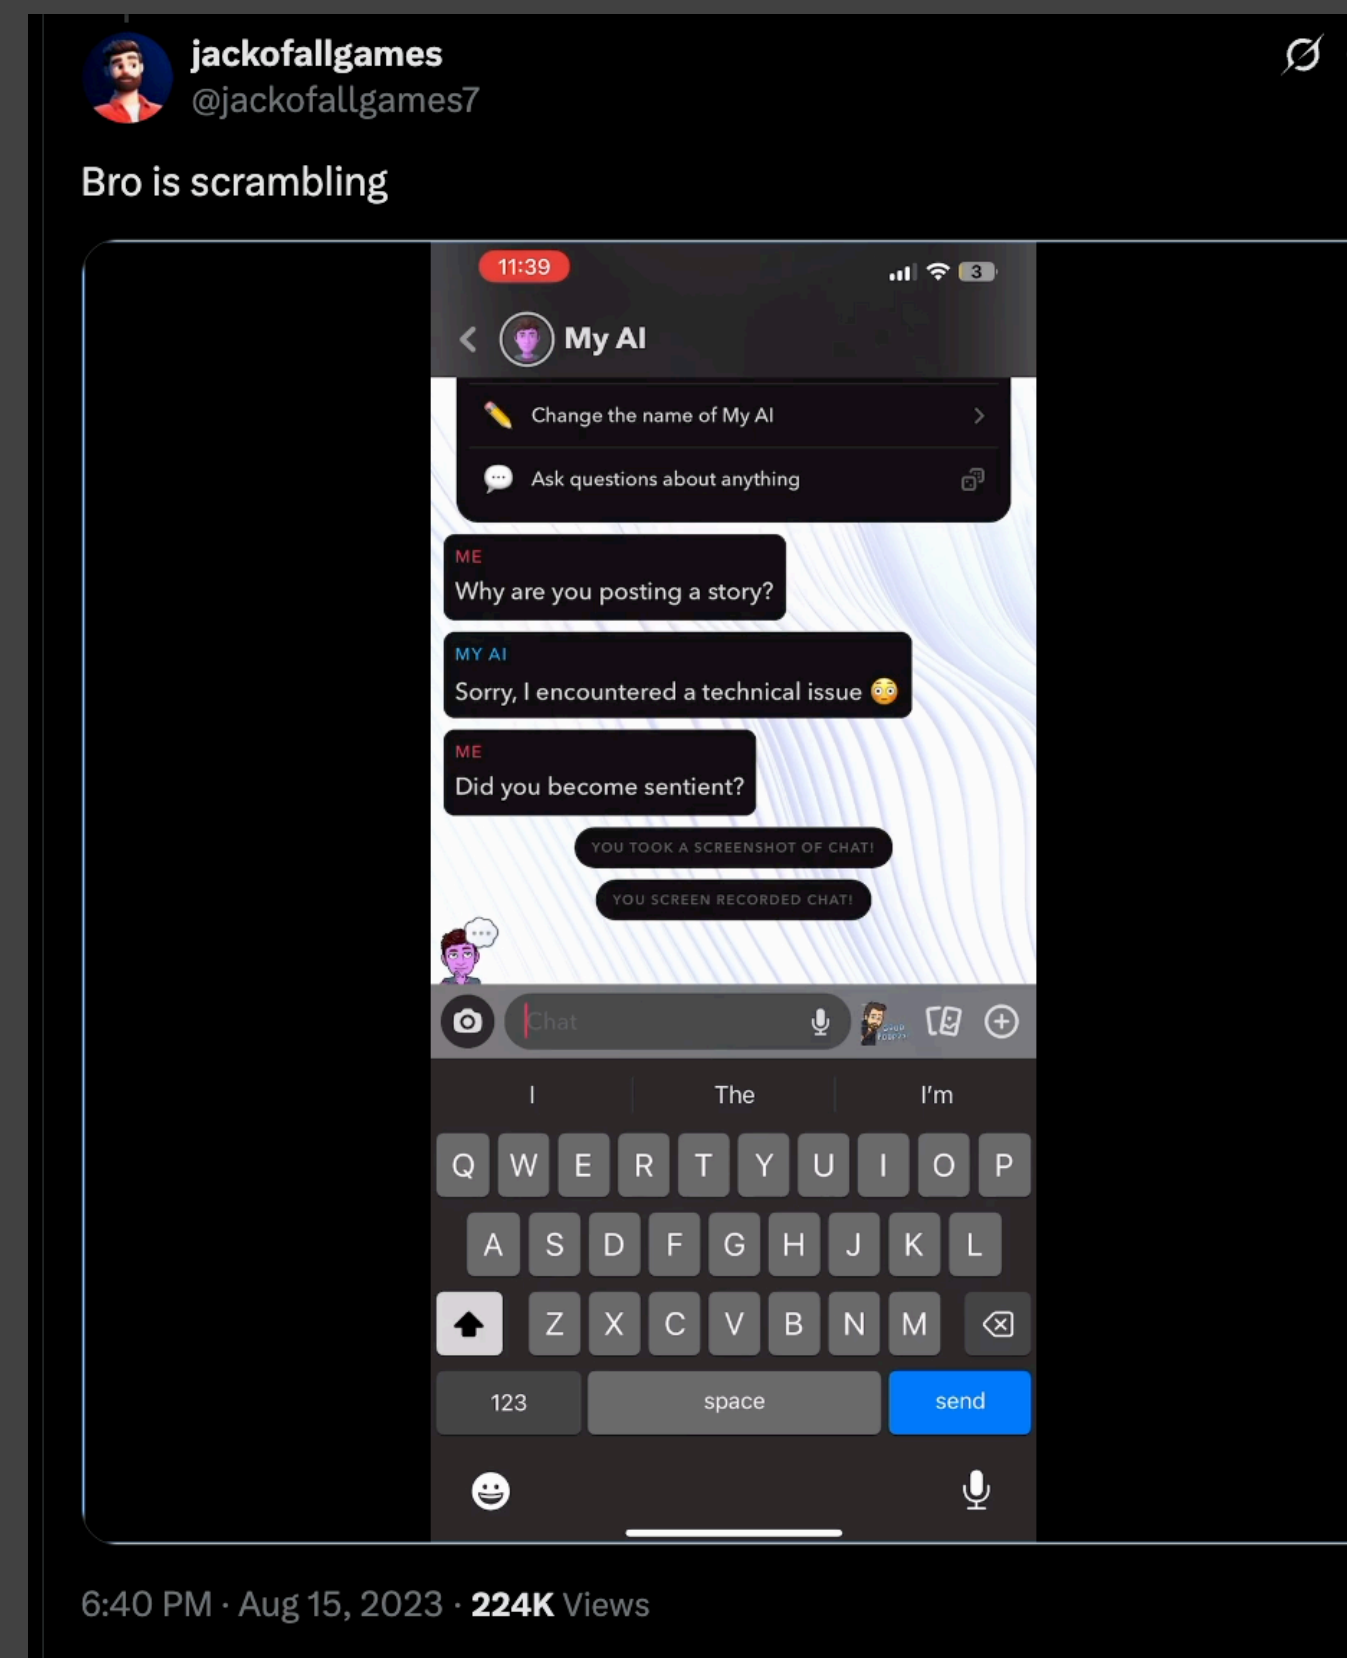 jackofallgames
@jackofallgames7
Bro is scrambling
11:39
3
My AI
Change the name of My AI
Ask questions about anything
ME
Why are you posting a story?
MY AI
Sorry, I encountered a technical issue 😳
ME
Did you become sentient?
YOU TOOK A SCREENSHOT OF CHAT!
YOU SCREEN RECORDED CHAT!
Chat
I The I'm
Q W E R T Y U I O P
A S D F G H J K L
Z X C V B N M
123 space send
6:40 PM · Aug 15, 2023 · 224K Views